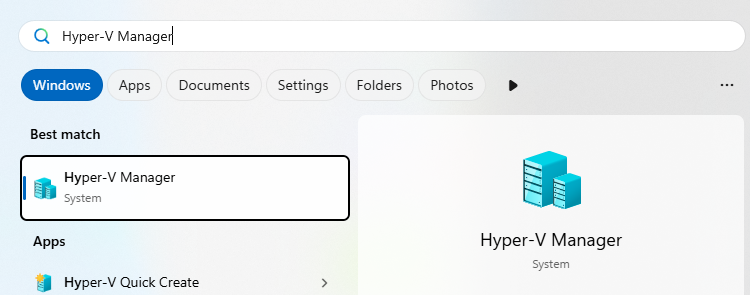 Hyper-V Manager
Windows Apps Documents Settings Folders Photos
Best match
Hyper-V Manager
System
Apps
Hyper-V Quick Create
Hyper-V Manager
System